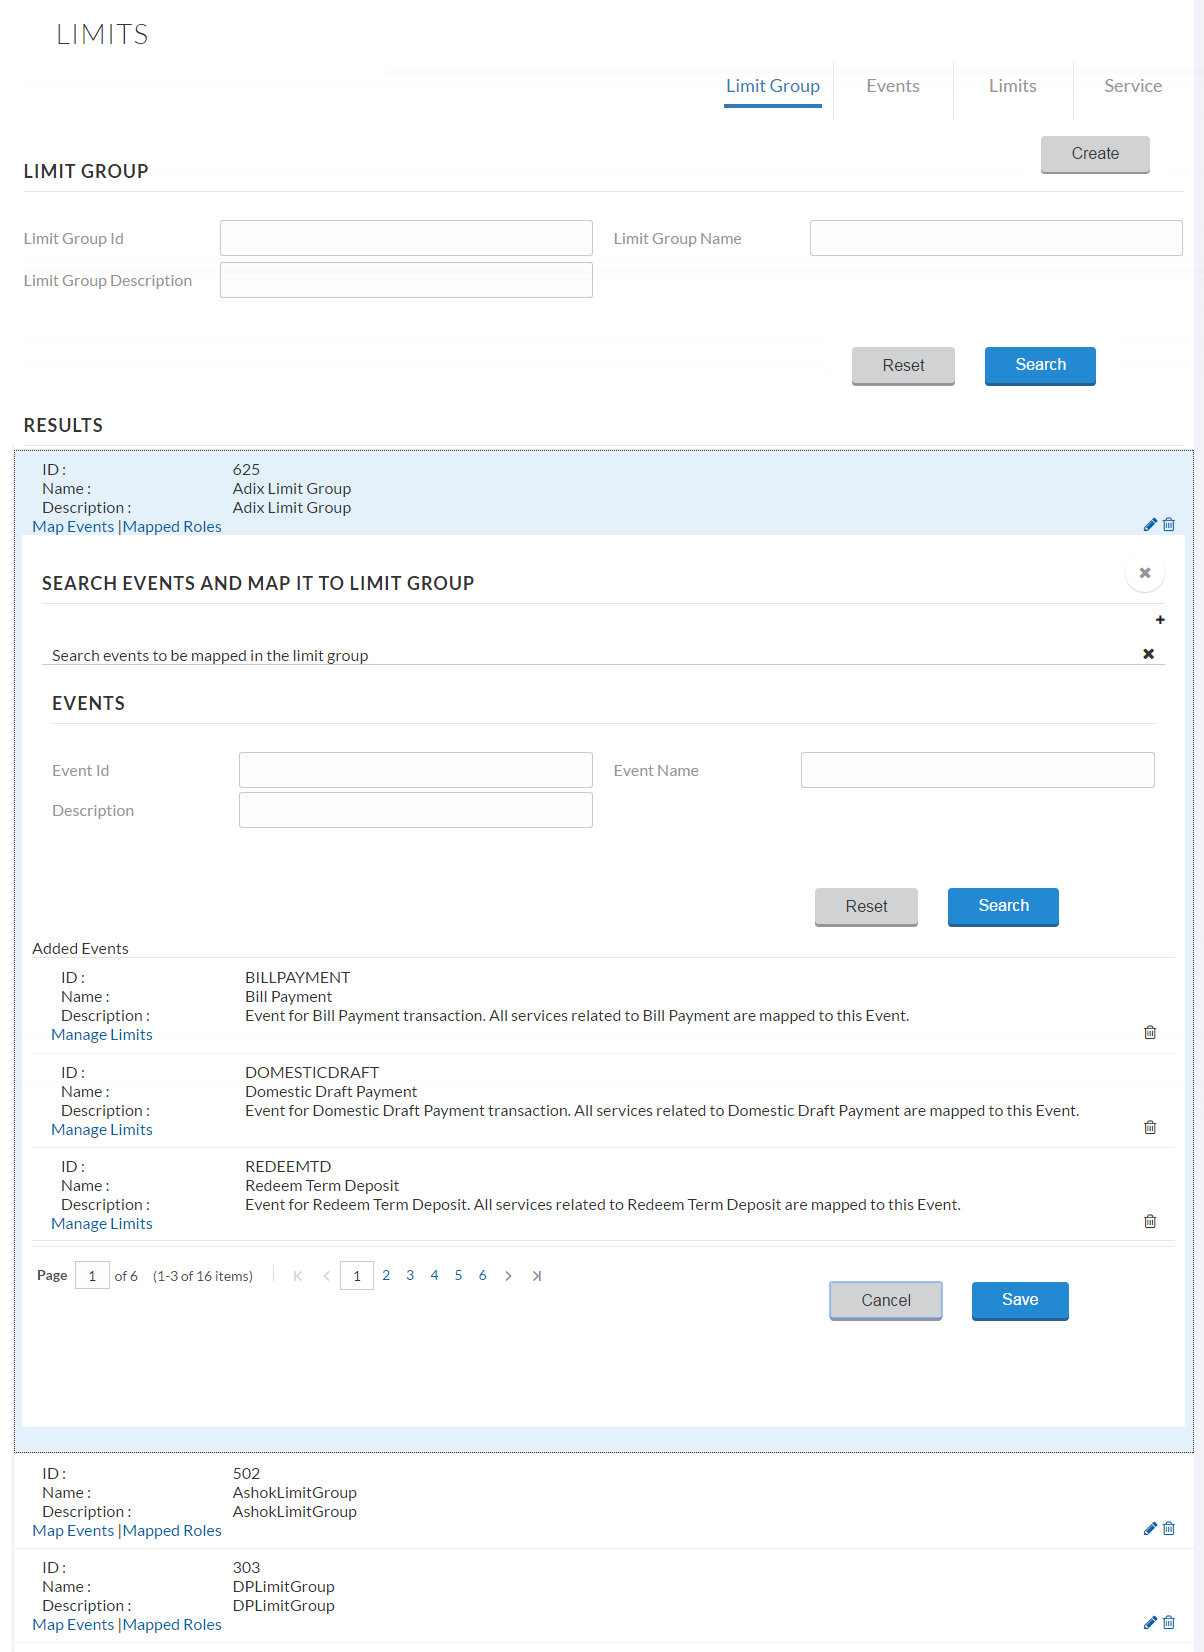 LIMITS
Limit Group Events Limits Service
Create
LIMIT GROUP
Limit Group Id Limit Group Name
Limit Group Description
Reset Search
RESULTS
ID : 625
Name : Adix Limit Group
Description : Adix Limit Group
Map Events |Mapped Roles
SEARCH EVENTS AND MAP IT TO LIMIT GROUP
Search events to be mapped in the limit group
EVENTS
Event Id Event Name
Description
Reset Search
Added Events
ID : BILLPAYMENT
Name : Bill Payment
Description : Event for Bill Payment transaction. All services related to Bill Payment are mapped to this Event.
Manage Limits
ID : DOMESTICDRAFT
Name : Domestic Draft Payment
Description : Event for Domestic Draft Payment transaction. All services related to Domestic Draft Payment are mapped to this Event.
Manage Limits
ID : REDEEMTD
Name : Redeem Term Deposit
Description : Event for Redeem Term Deposit. All services related to Redeem Term Deposit are mapped to this Event.
Manage Limits
Page 1 of 6 (1-3 of 16 items) 1 2 3 4 5 6
Cancel Save
ID : 502
Name : AshokLimitGroup
Description : AshokLimitGroup
Map Events |Mapped Roles
ID : 303
Name : DPLimitGroup
Description : DPLimitGroup
Map Events |Mapped Roles